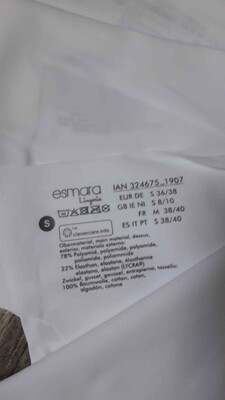 esmara
Lingerie
IAN 324675_1907
EUR DE S 36/38
GB IE NI S 8/10
FR M 38/40
ES IT PT S 38/40
S
clevercare.info
Obermaterial, main material, dessus,
exterior, materiale esterno:
78% Polyamid, polyamide, polyamide,
poliamida, poliammide
22% Elasthan, elastane, élasthanne
elastano, elastan (LYCRA®)
Zwickel, gusset, gousset, entrepierna, tassello:
100% Baumwolle, cotton, coton,
algodón, cotone